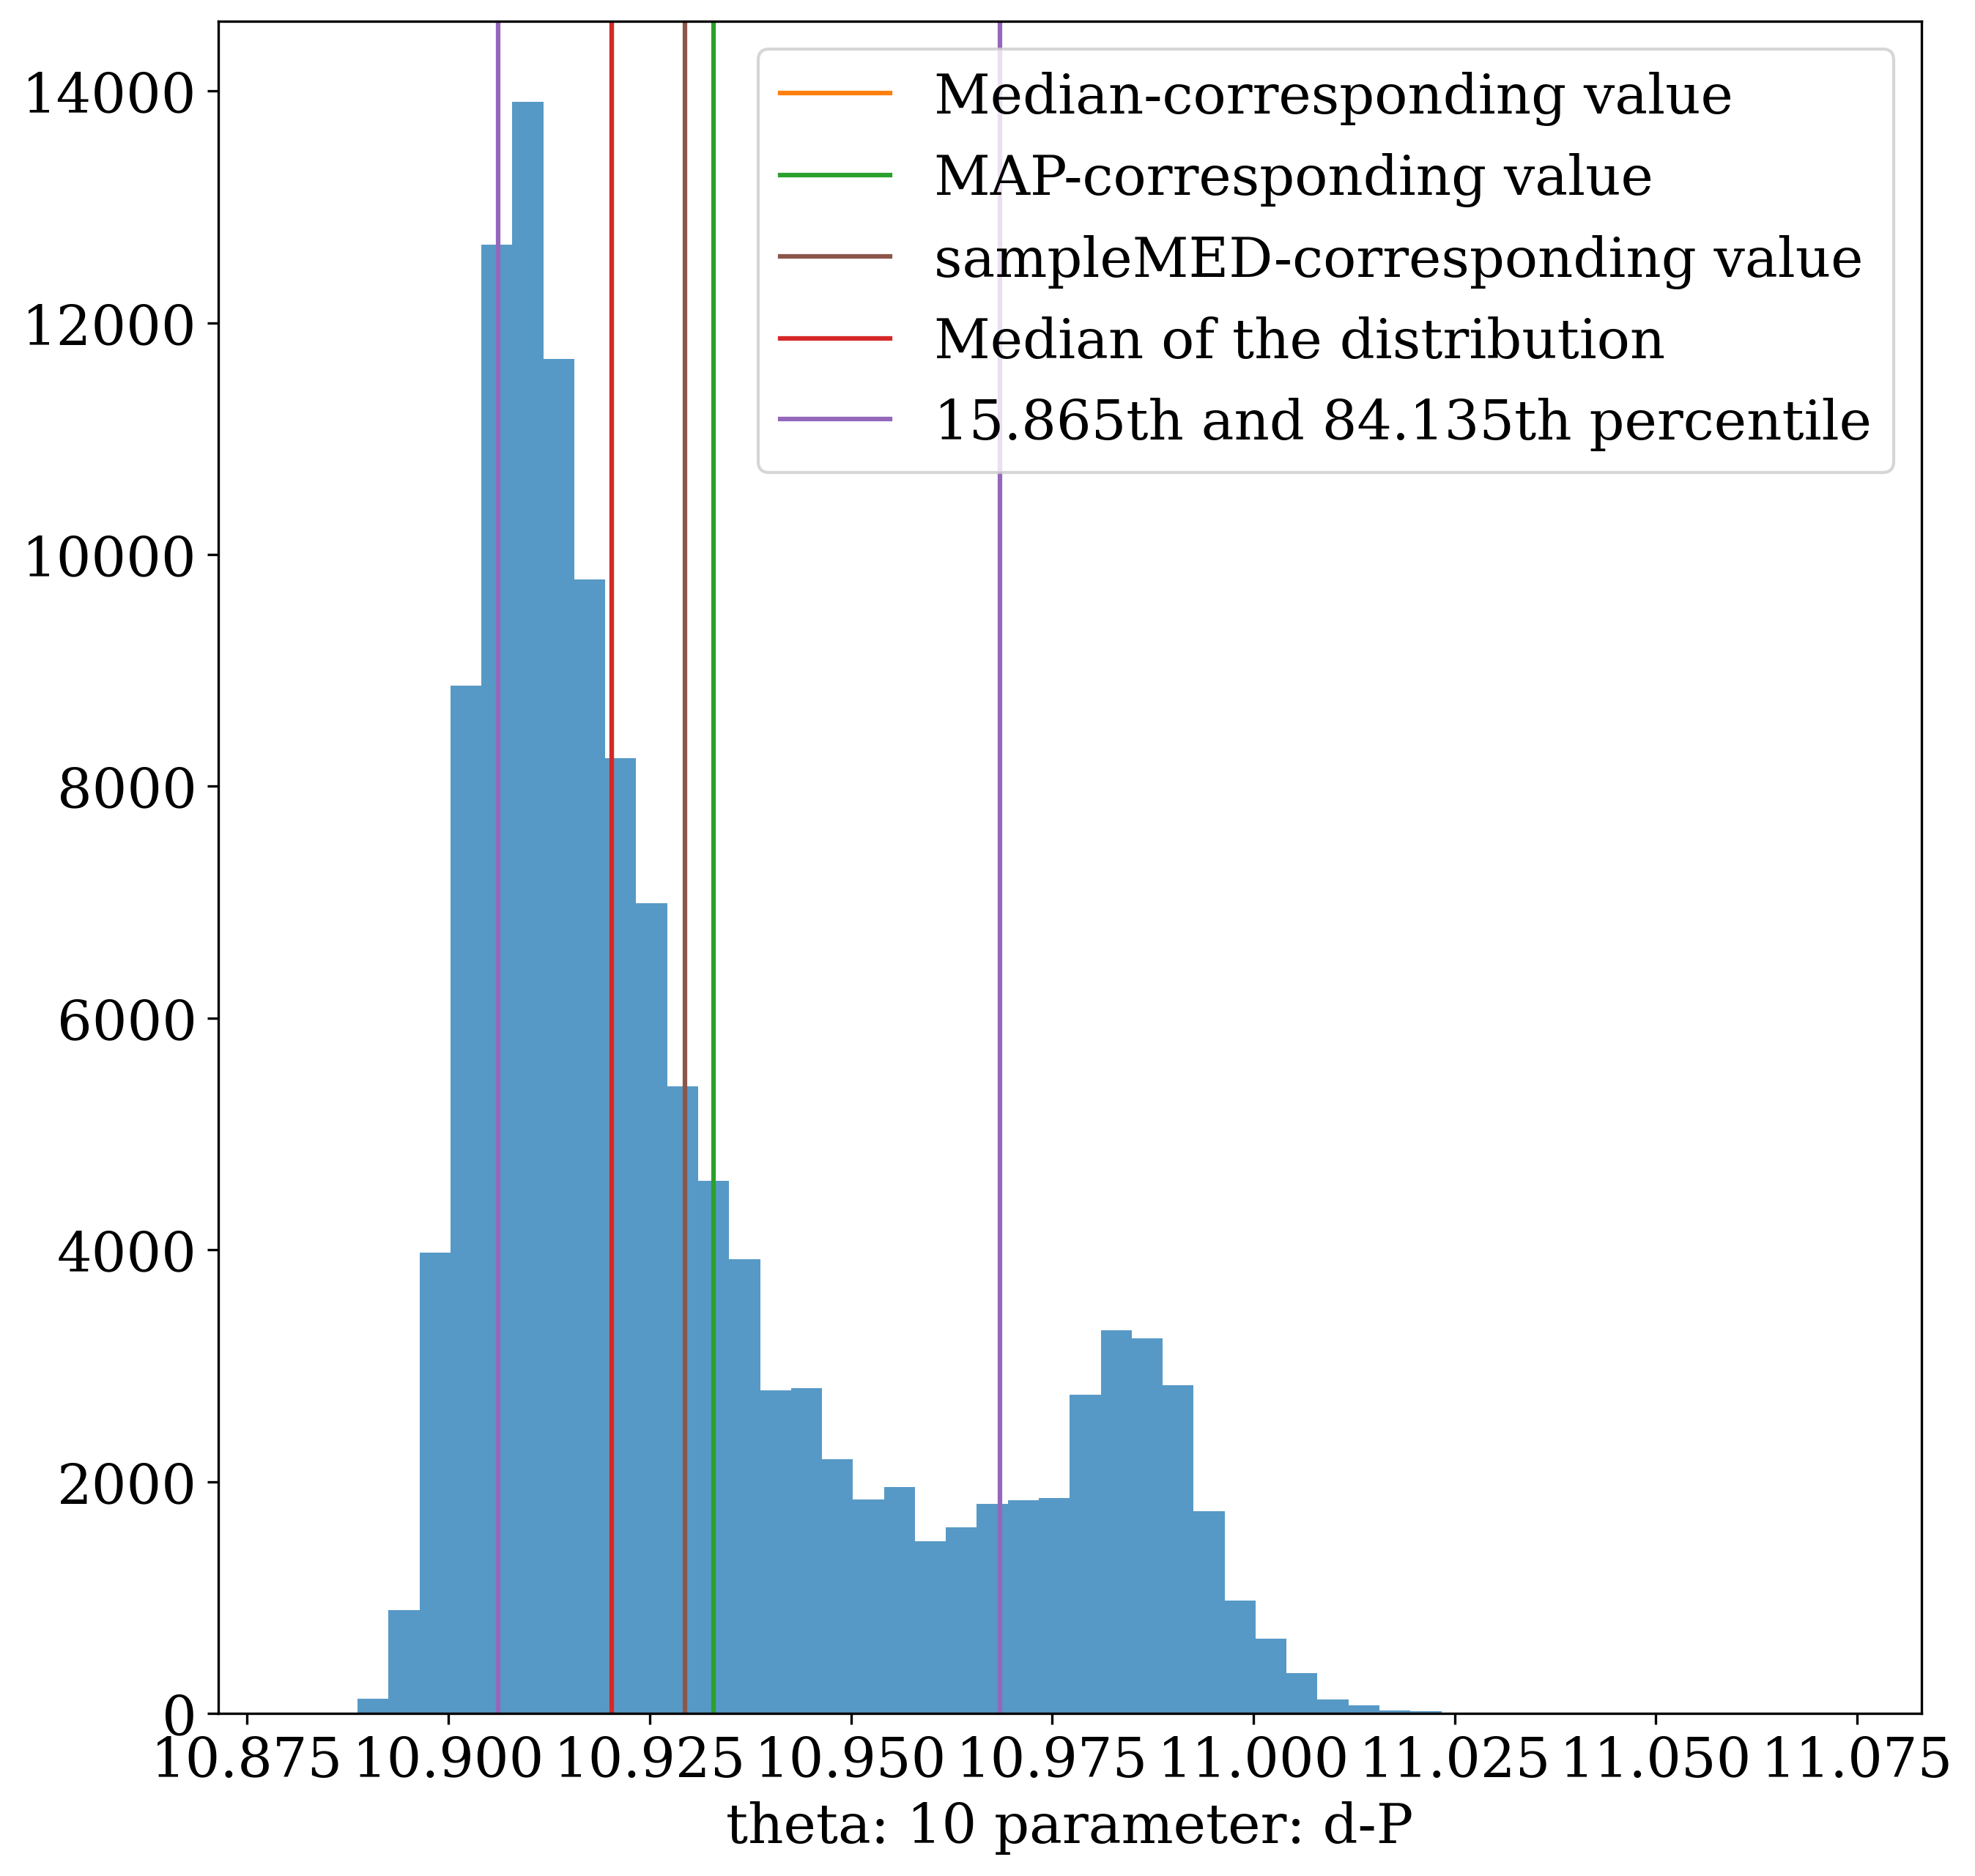 14000
12000
10000
8000
6000
4000
2000
0
Median-corresponding value
MAP-corresponding value
sampleMED-corresponding value
Median of the distribution
15.865th and 84.135th percentile
10.875 10.900 10.925 10.950 10.975 11.000 11.025 11.050 11.075
theta: 10 parameter: d-P